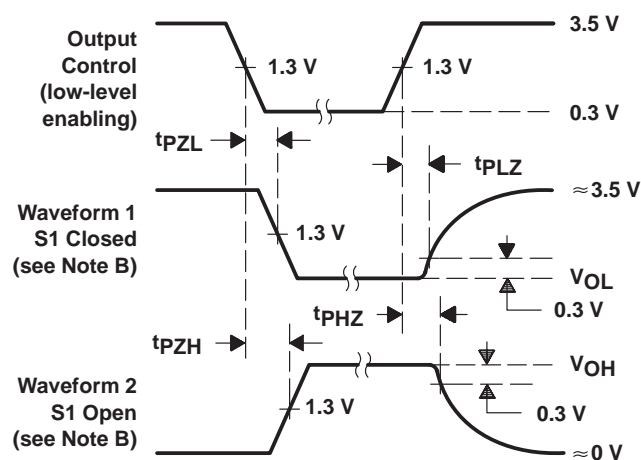 Output
Control
(low-level
enabling)
3.5 V
1.3 V
1.3 V
0.3 V
tPZL
tPLZ
Waveform 1
S1 Closed
(see Note B)
≈ 3.5 V
1.3 V
VOL
0.3 V
tPHZ
tPZH
Waveform 2
S1 Open
(see Note B)
VOH
1.3 V
0.3 V
≈ 0 V